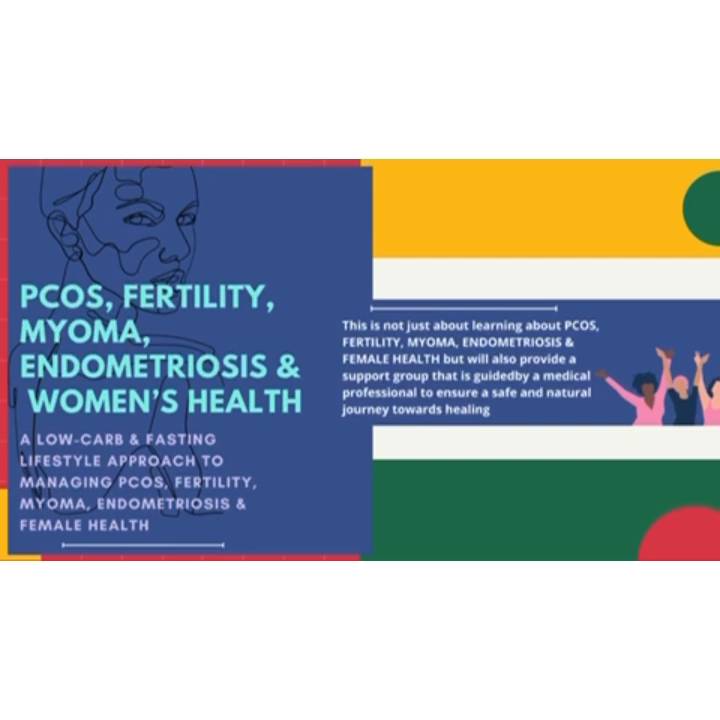 PCOS, FERTILITY,
MYOMA,
ENDOMETRIOSIS &
WOMEN'S HEALTH
A LOW-CARB & FASTING
LIFESTYLE APPROACH TO
MANAGING PCOS, FERTILITY,
MYOMA, ENDOMETRIOSIS &
FEMALE HEALTH
This is not just about learning about PCOS,
FERTILITY, MYOMA, ENDOMETRIOSIS &
FEMALE HEALTH but will also provide a
support group that is guidedby a medical
professional to ensure a safe and natural
journey towards healing